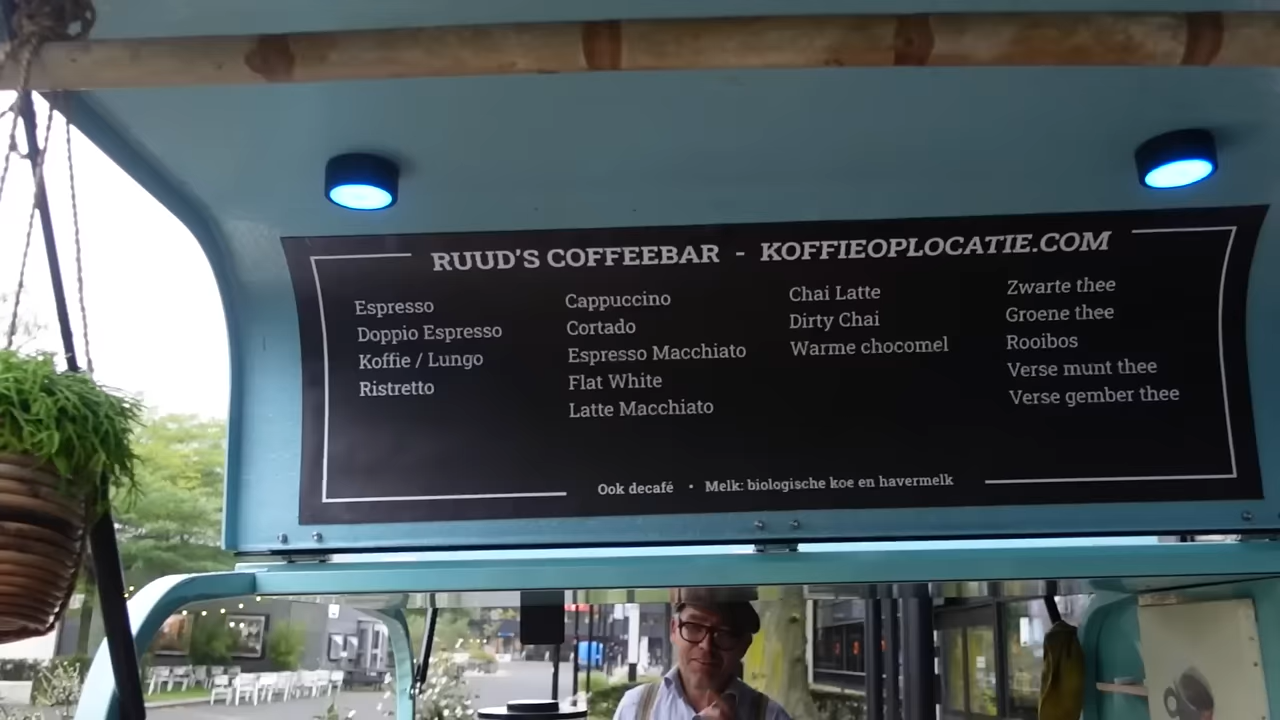 RUUD'S COFFEEBAR - KOFFIEOPLOCATIE.COM
Espresso
Doppio Espresso
Koffie / Lungo
Ristretto
Cappuccino
Cortado
Espresso Macchiato
Flat White
Latte Macchiato
Chai Latte
Dirty Chai
Warme chocomel
Zwarte thee
Groene thee
Rooibos
Verse munt thee
Verse gember thee
Ook decafé • Melk: biologische koe en havermelk